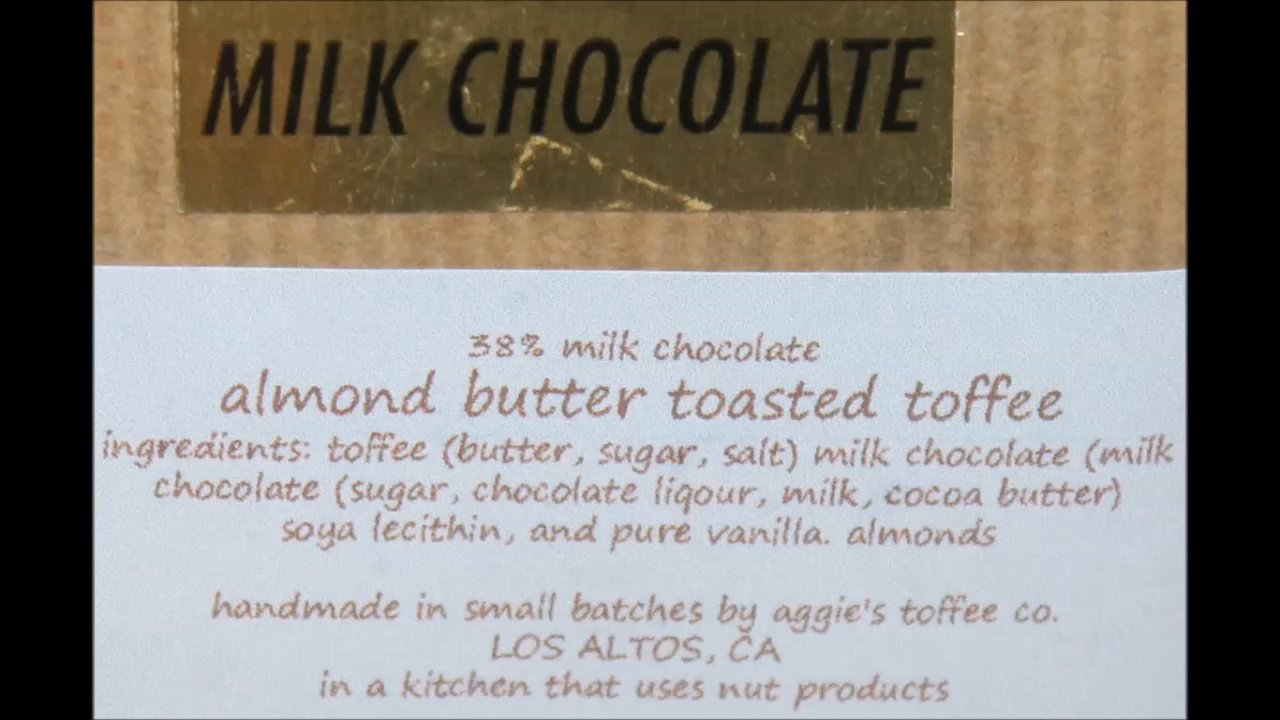 MILK CHOCOLATE
38% milk chocolate
almond butter toasted toffee
ingredients: toffee (butter, sugar, salt) milk chocolate (milk
chocolate (sugar, chocolate liqour, milk, cocoa butter)
soya lecithin, and pure vanilla. almonds
handmade in small batches by aggie's toffee co.
LOS ALTOS, CA
in a kitchen that uses nut products